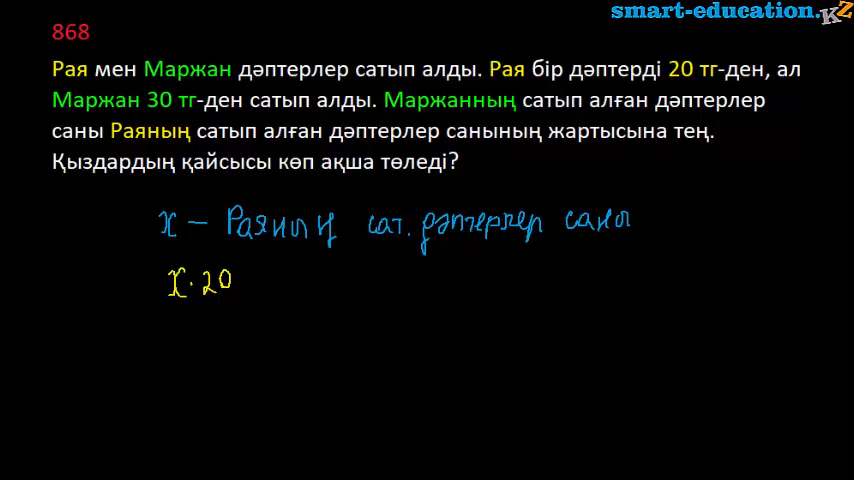 smart-education.KZ
868
Рая мен Маржан дәптерлер сатып алды. Рая бір дәптерді 20 тг-ден, ал
Маржан 30 тг-ден сатып алды. Маржанның сатып алған дәптерлер
саны Раяның сатып алған дәптерлер санының жартысына тең.
Қыздардың қайсысы көп ақша төледі?
х — Раяның сат. дәптерлер саны
х·20